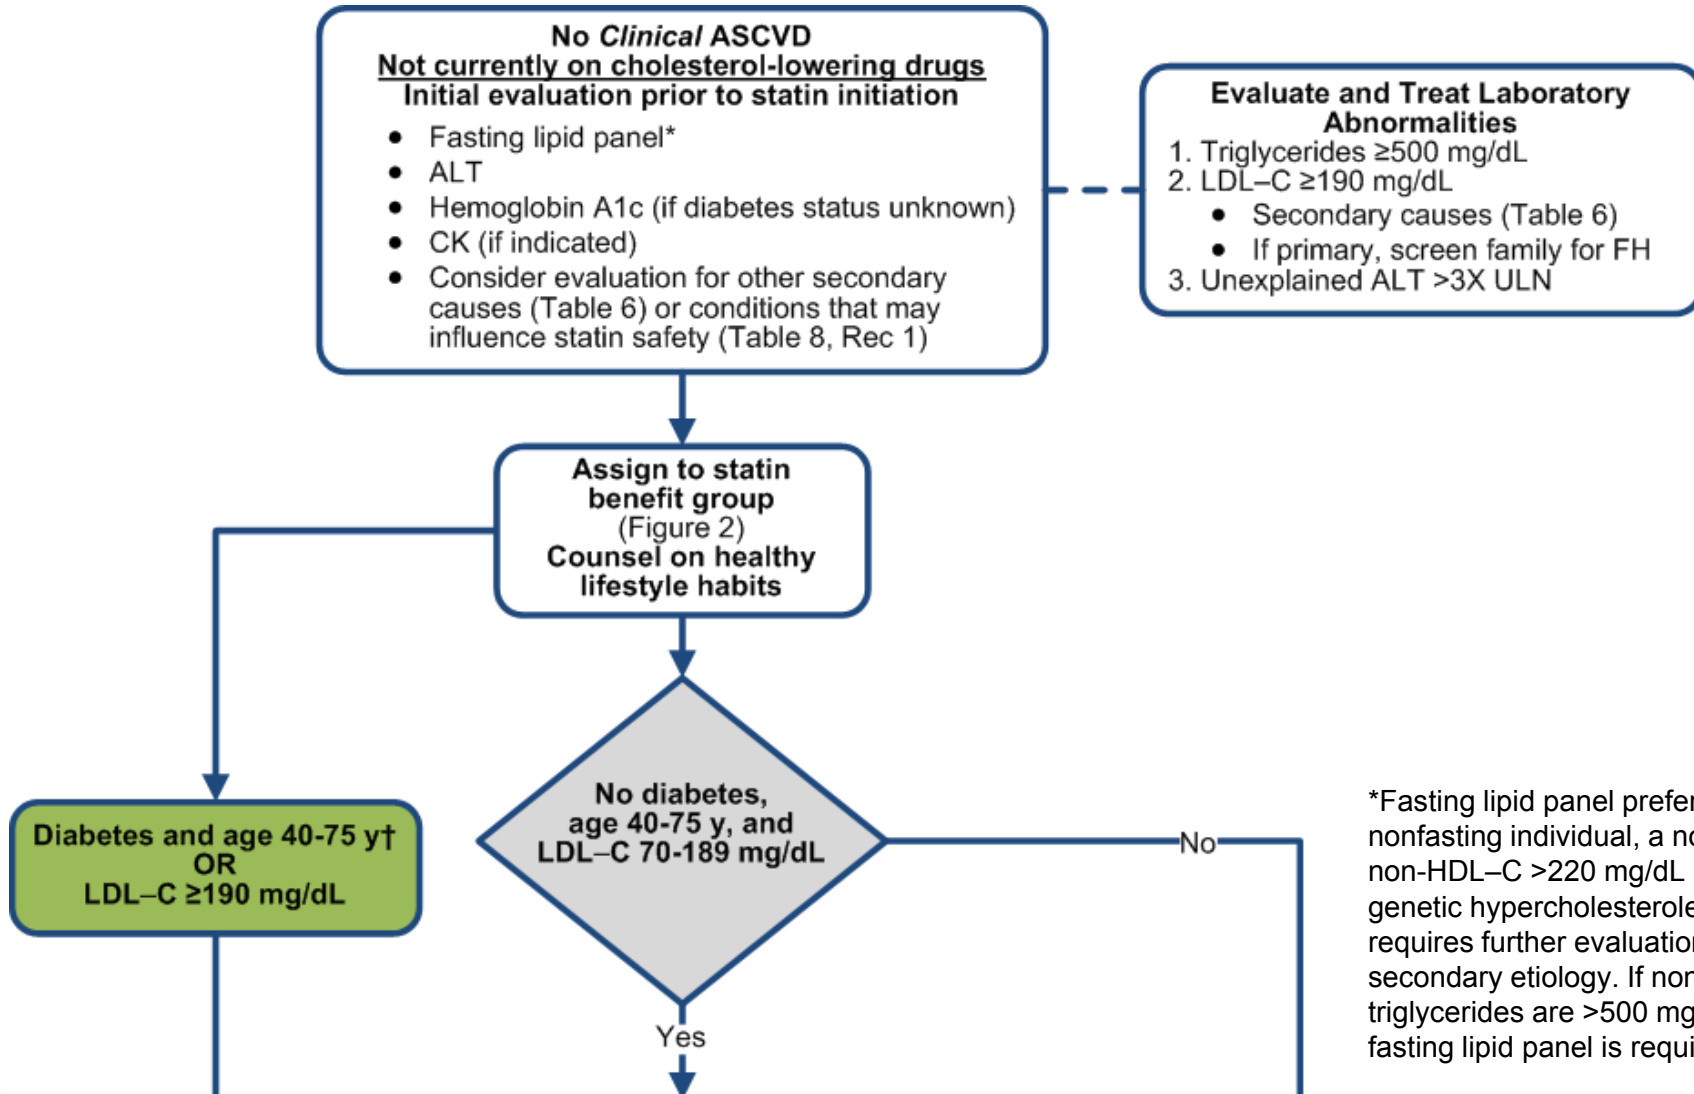 No Clinical ASCVD
Not currently on cholesterol-lowering drugs
Initial evaluation prior to statin initiation
• Fasting lipid panel*
• ALT
• Hemoglobin A1c (if diabetes status unknown)
• CK (if indicated)
• Consider evaluation for other secondary
causes (Table 6) or conditions that may
influence statin safety (Table 8, Rec 1)
Evaluate and Treat Laboratory
Abnormalities
1. Triglycerides ≥500 mg/dL
2. LDL–C ≥190 mg/dL
• Secondary causes (Table 6)
• If primary, screen family for FH
3. Unexplained ALT >3X ULN
Assign to statin
benefit group
(Figure 2)
Counsel on healthy
lifestyle habits
Diabetes and age 40-75 y†
OR
LDL–C ≥190 mg/dL
No diabetes,
age 40-75 y, and
LDL–C 70-189 mg/dL
No
Yes
*Fasting lipid panel
nonfasting individual, a
non-HDL–C >220 mg/dL
genetic
requires further
secondary etiology. If
triglycerides are >500
fasting lipid panel is